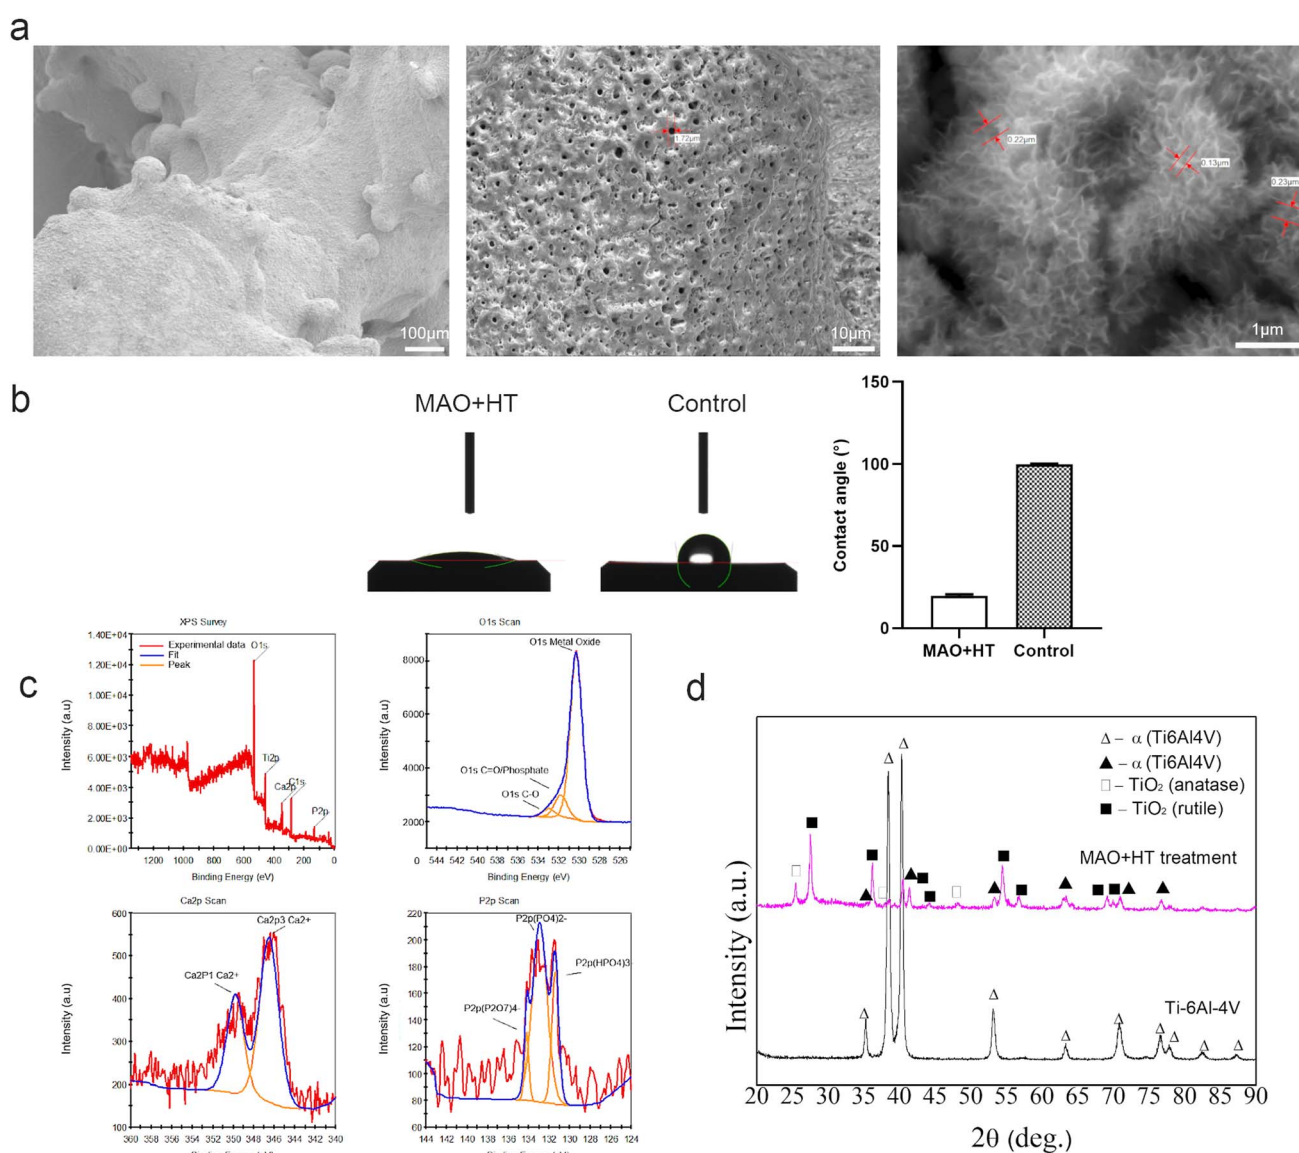 a
1.72µm
0.22µm
0.13µm
0.23µm
100µm
10µm
1µm
b
MAO+HT
Control
150
100
50
0
Contact angle (°)
MAO+HT Control
c
XPS Survey
1.40E+04
1.20E+04
1.00E+04
8.00E+03
6.00E+03
4.00E+03
2.00E+03
0.00E+00
Intensity (a.u)
Experimental data
Fit
Peak
O1s
Ti2p
Ca2p
C1s
P2p
1200 1000 800 600 400 200 0
Binding Energy (eV)
O1s Scan
O1s Metal Oxide
O1s C=O/Phosphate
O1s C-O
8000
6000
4000
2000
0
Intensity (a.u)
544 542 540 538 536 534 532 530 528 526
Binding Energy (eV)
Ca2p Scan
600
500
400
300
200
100
Intensity (a.u)
Ca2p3 Ca2+
Ca2P1 Ca2+
360 358 356 354 352 350 348 346 344 342 340
P2p Scan
220
200
180
160
140
120
100
80
60
Intensity (a.u)
P2p(PO4)2-
P2p(HPO4)3-
P2p(P2O7)4-
144 142 140 138 136 134 132 130 128 126 124
d
Δ – α (Ti6Al4V)
▲ – α (Ti6Al4V)
□ – TiO₂ (anatase)
■ – TiO₂ (rutile)
MAO+HT treatment
Ti-6Al-4V
Intensity (a.u.)
20 25 30 35 40 45 50 55 60 65 70 75 80 85 90
2θ (deg.)